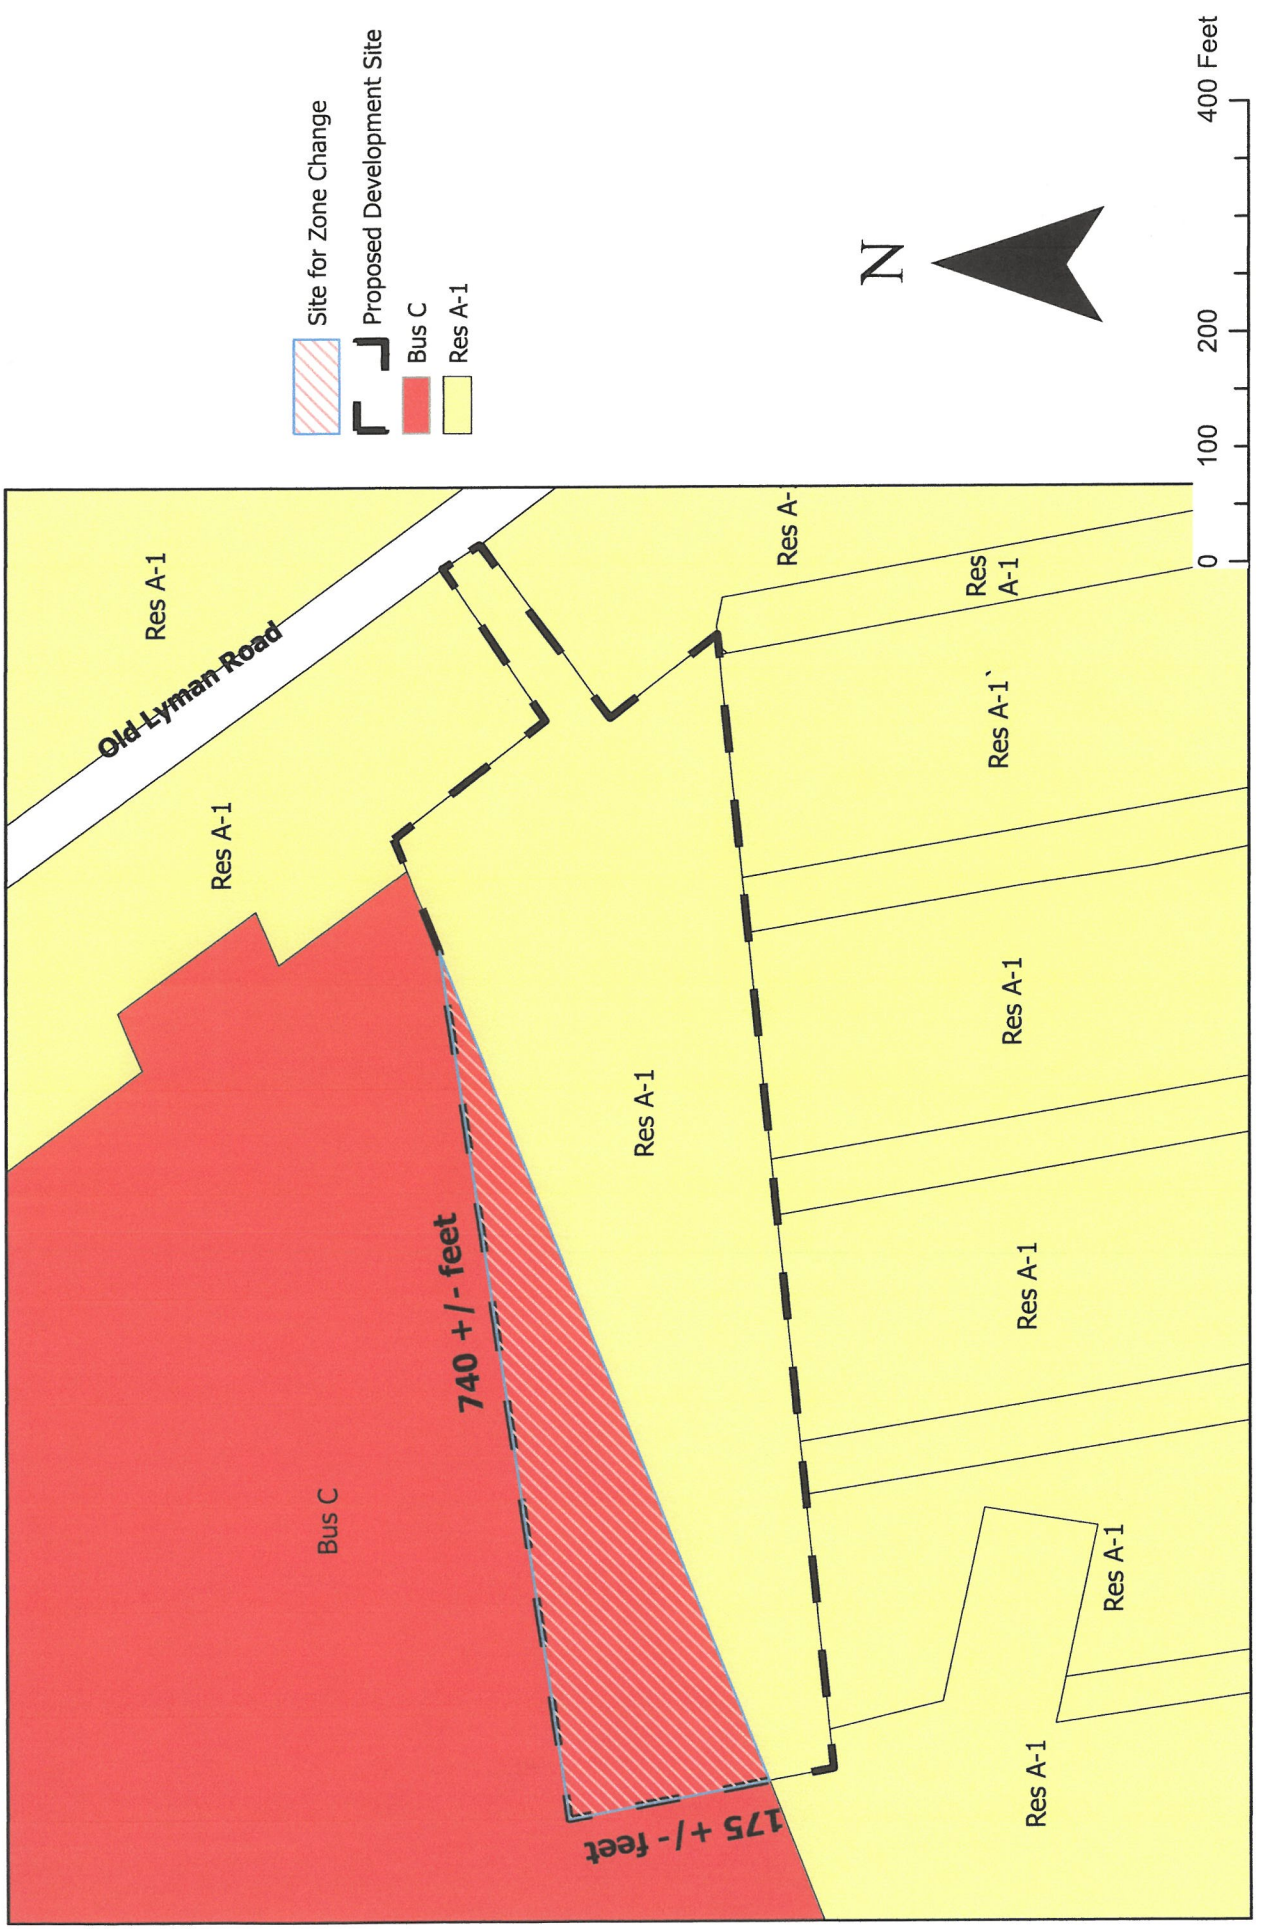 Site for Zone Change
Proposed Development Site
Bus C
Res A-1
Res A-1
Old Lyman Road
Res A-1
740 +/- feet
Bus C
175 +/- feet
Res A-1
Res A-1
Res
A-1
Res A-1`
Res A-1
Res A-1
Res A-1
Res A-1
N
0
100
200
400 Feet